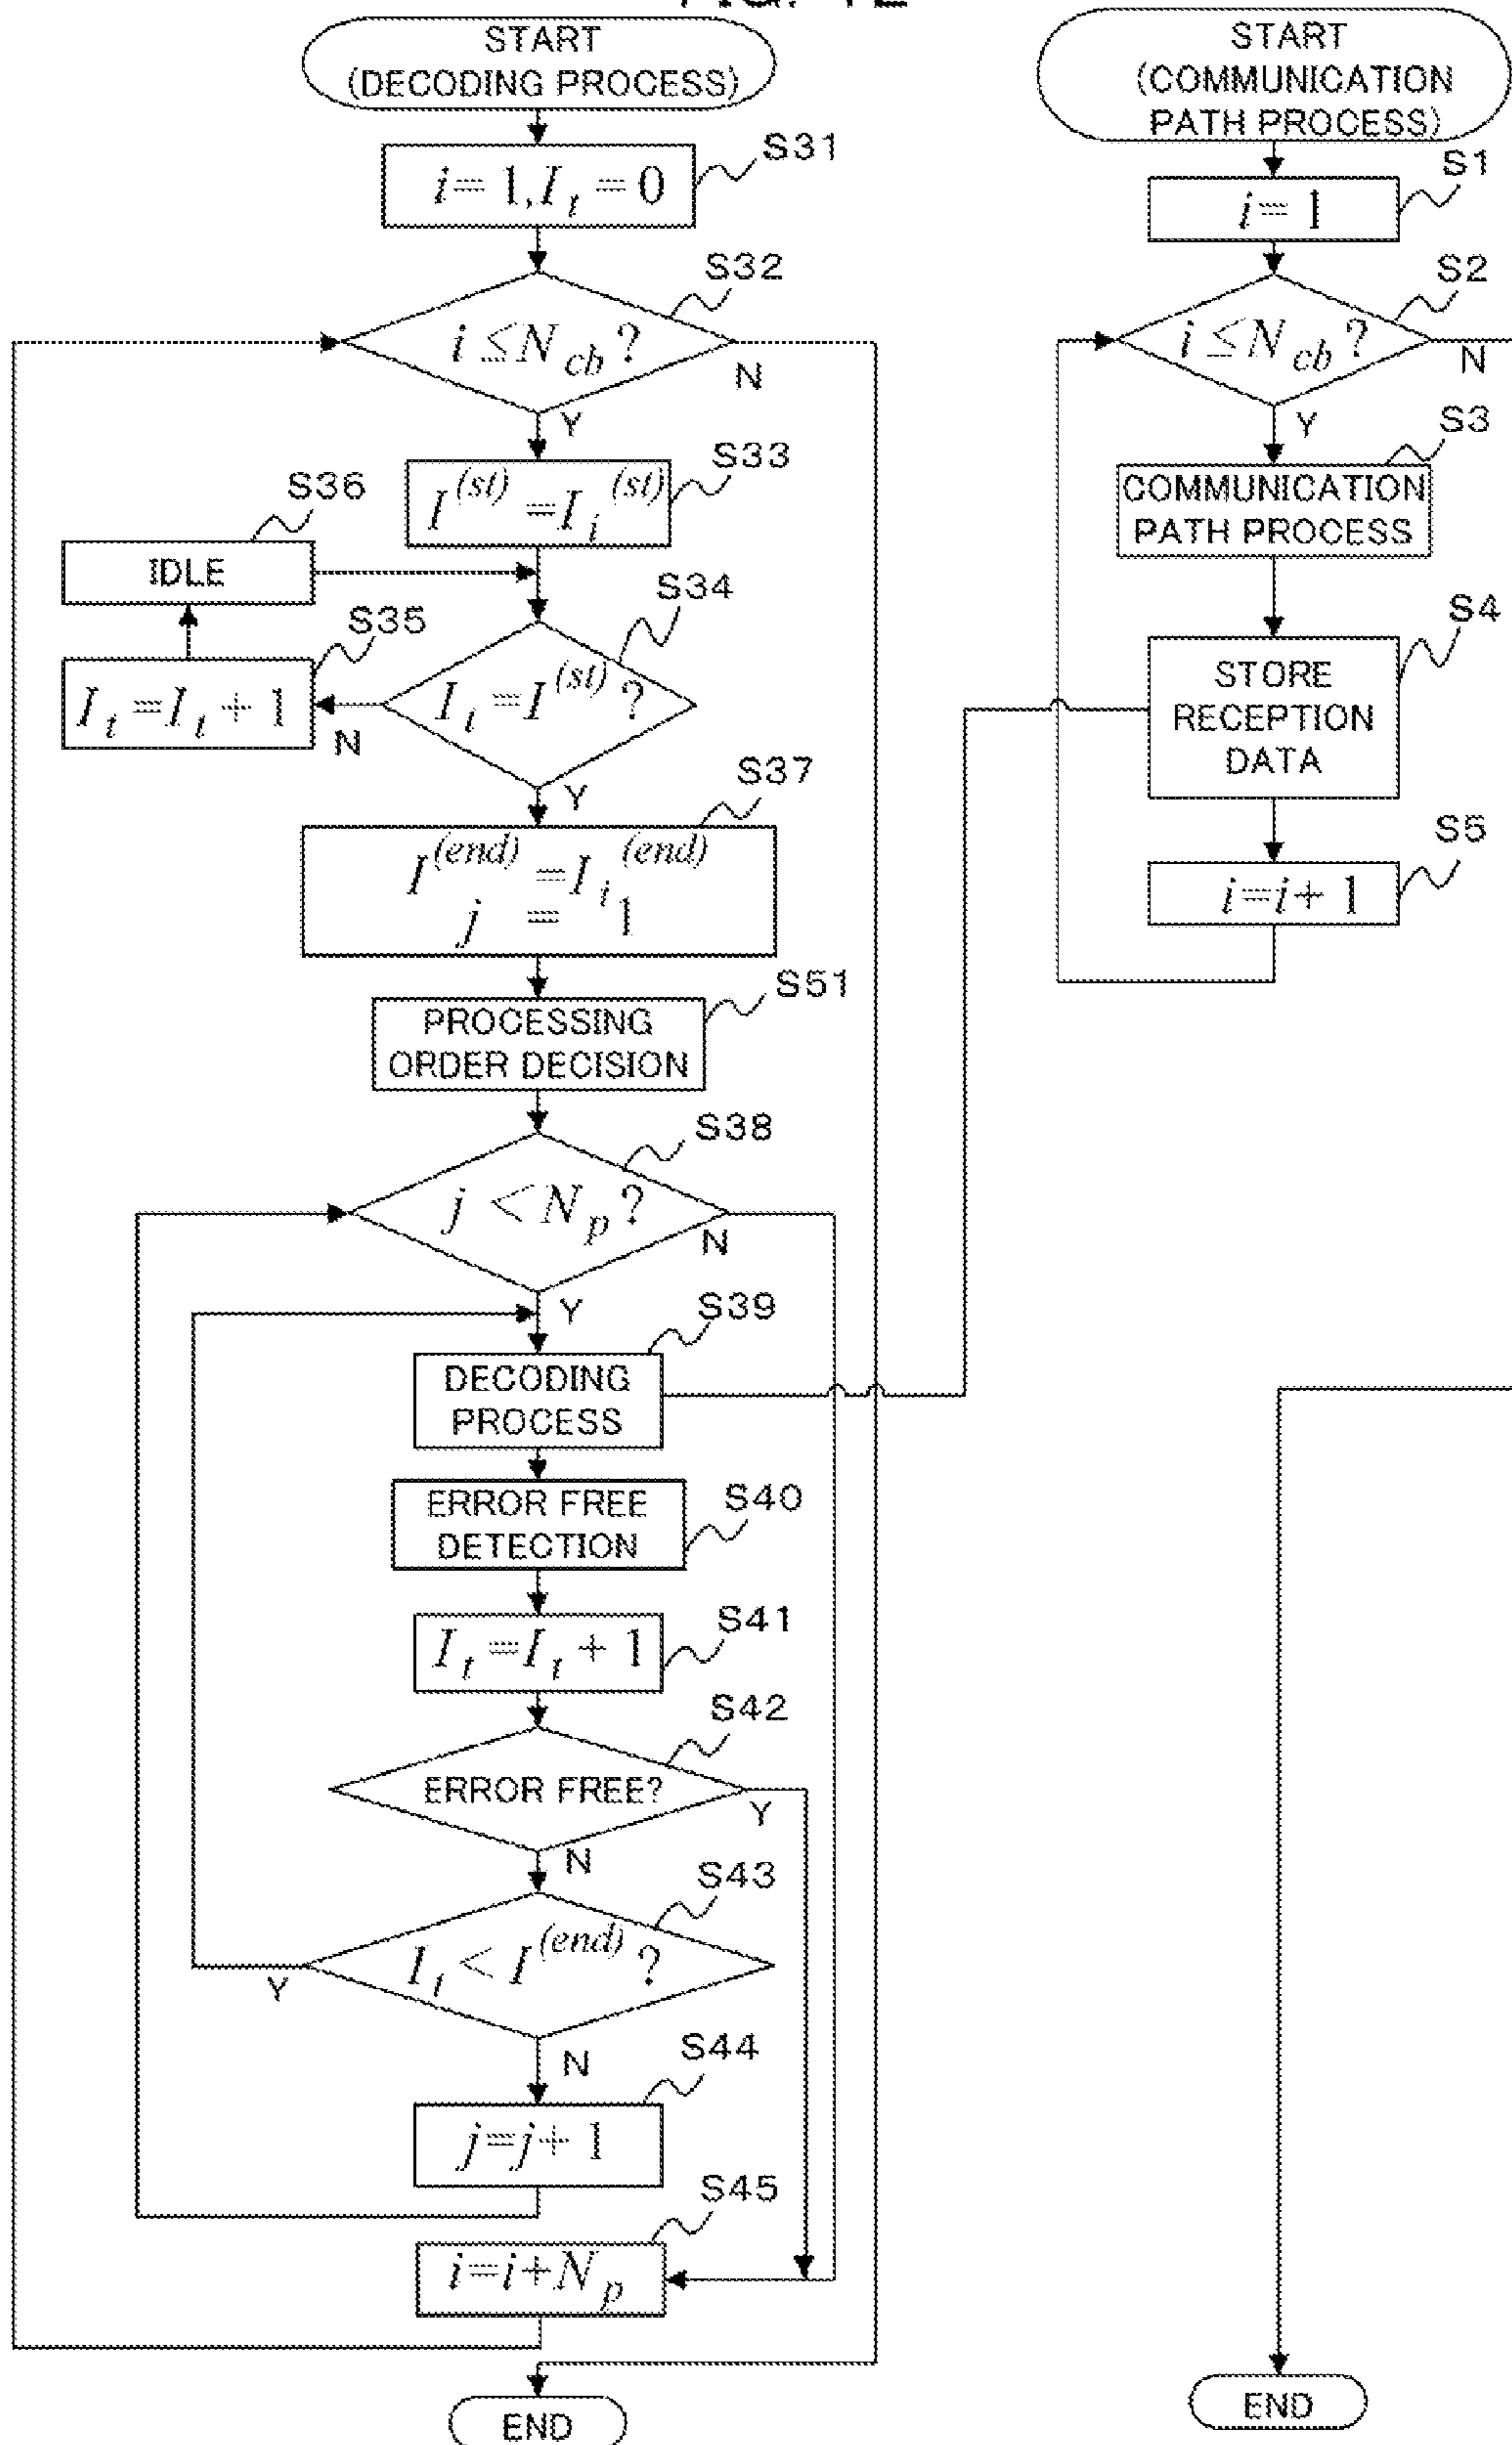 START
(DECODING PROCESS)
S31
i=1, I_t=0
S32
i≤N_cb?
N
Y
S33
I^(st)=I_i^(st)
S36
IDLE
S34
S35
I_t=I_t+1
I_t=I^(st)?
N
Y
S37
I^(end)=I_i^(end)
j=1
S51
PROCESSING
ORDER DECISION
S38
j<N_p?
N
Y
S39
DECODING
PROCESS
S40
ERROR FREE
DETECTION
S41
I_t=I_t+1
S42
ERROR FREE?
Y
N
S43
I_t<I^(end)?
Y
N
S44
j=j+1
S45
i=i+N_p
END
START
(COMMUNICATION
PATH PROCESS)
S1
i=1
S2
i≤N_cb?
N
Y
S3
COMMUNICATION
PATH PROCESS
S4
STORE
RECEPTION
DATA
S5
i=i+1
END